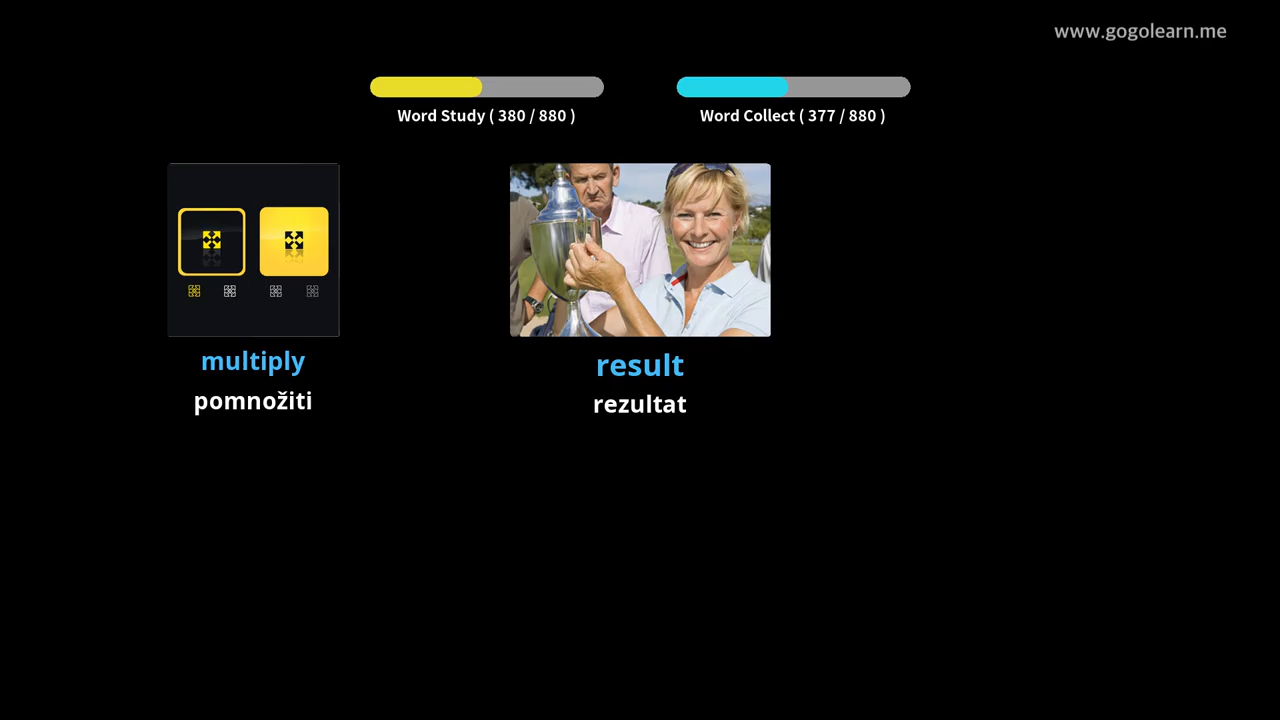 www.gogolearn.me
Word Study ( 380 / 880 )
Word Collect ( 377 / 880 )
multiply
pomnožiti
result
rezultat